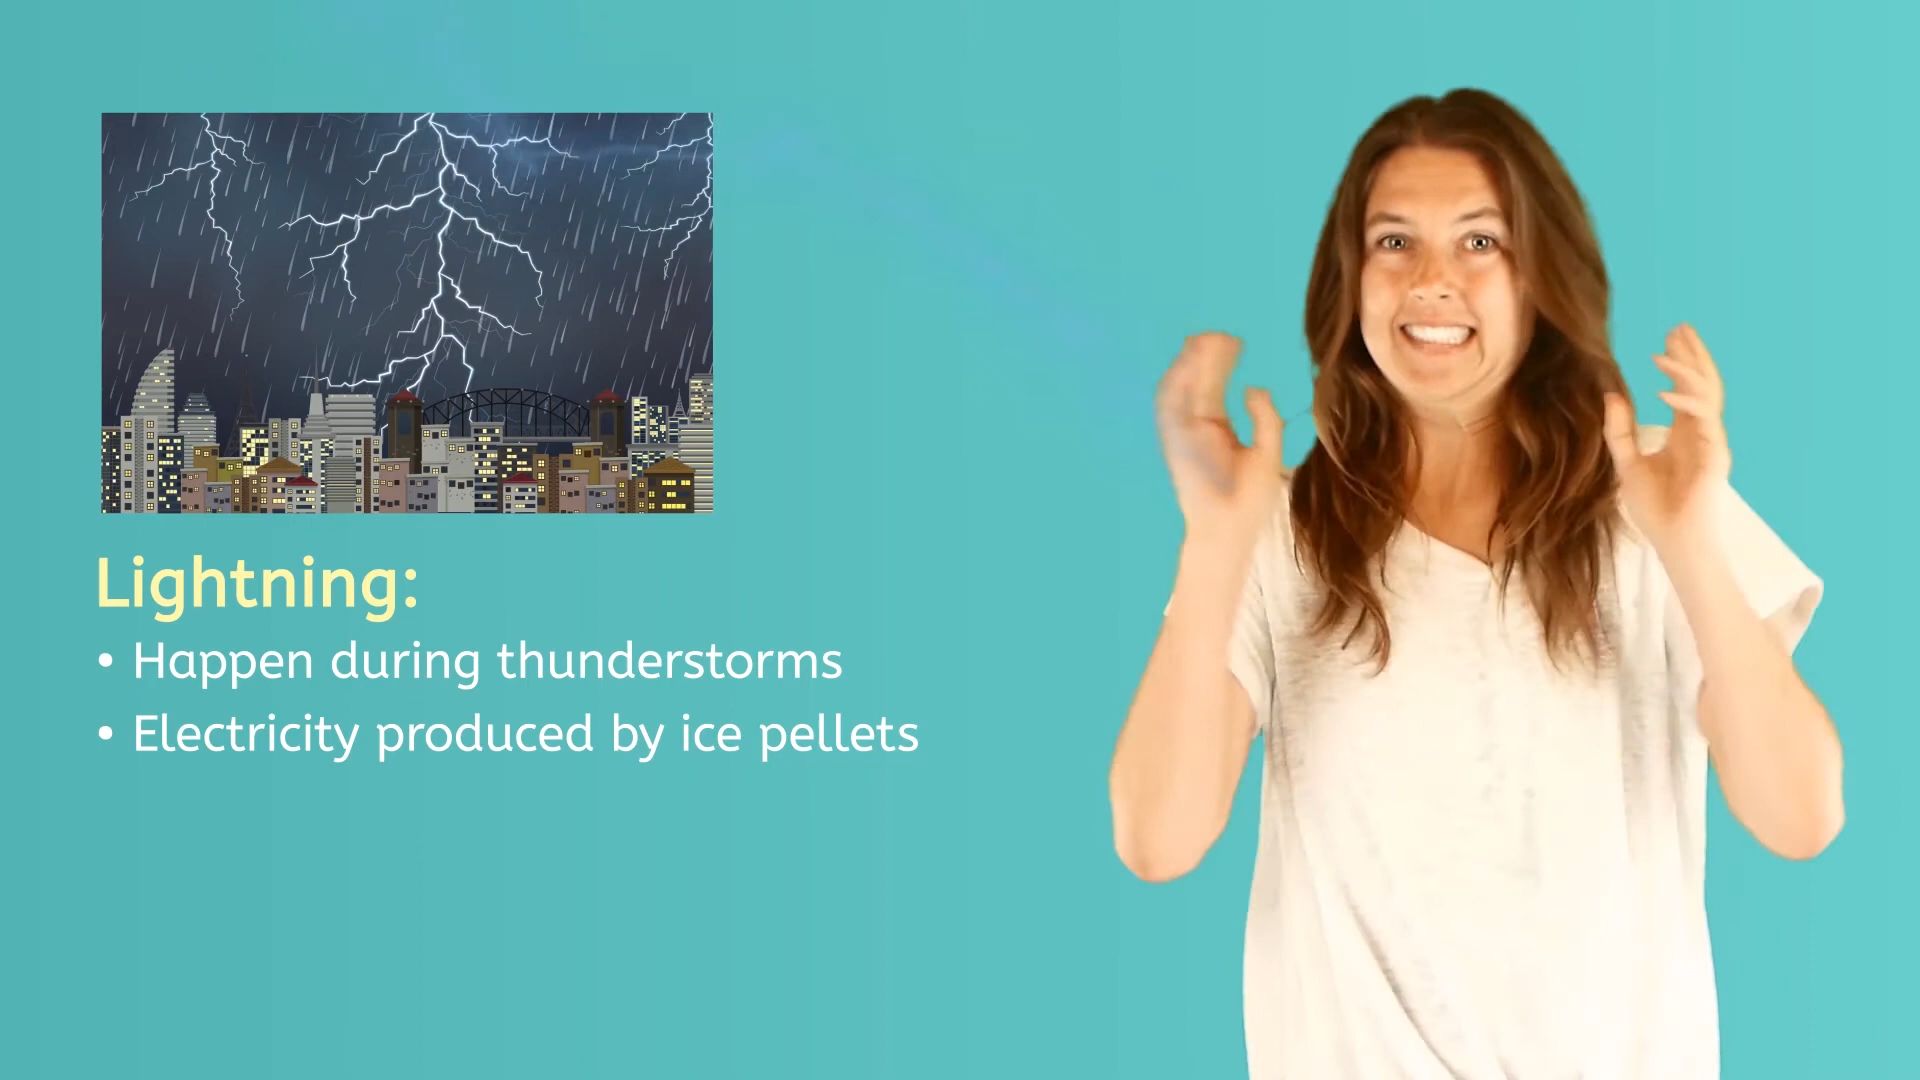 Lightning:
• Happen during thunderstorms
• Electricity produced by ice pellets